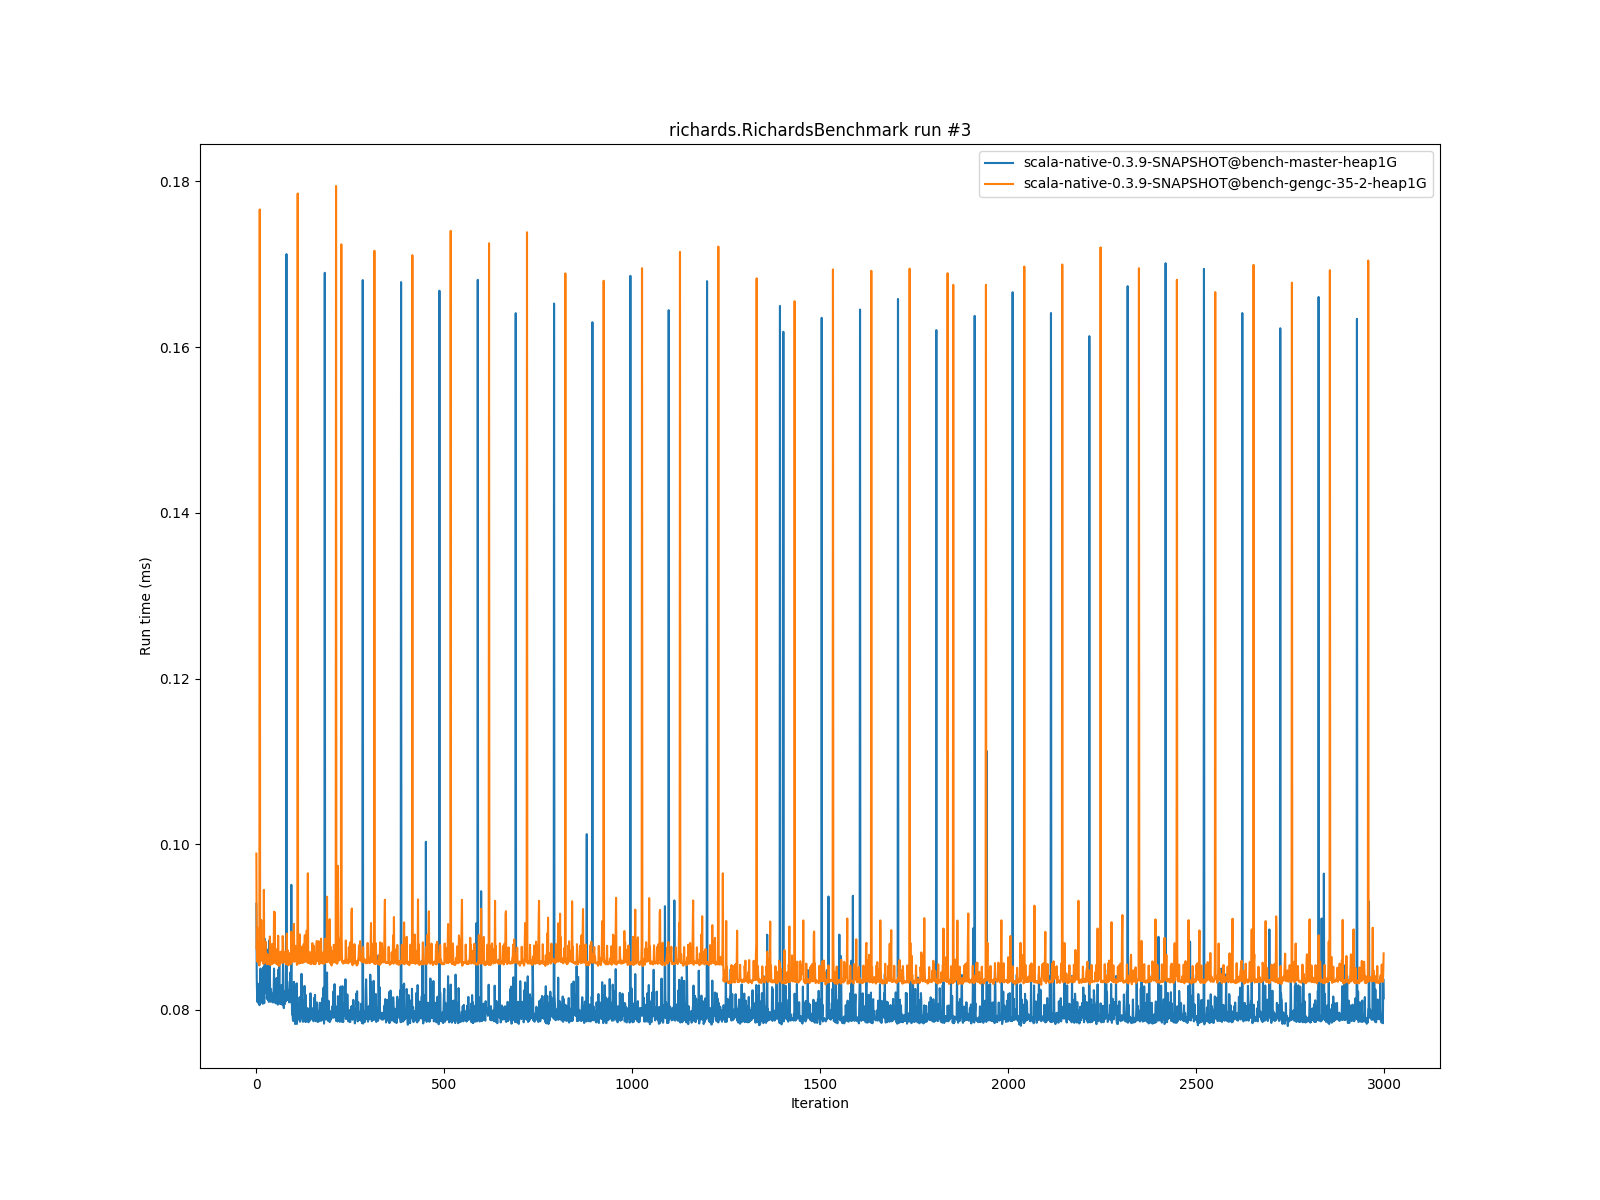 richards.RichardsBenchmark run #3
scala-native-0.3.9-SNAPSHOT@bench-master-heap1G
scala-native-0.3.9-SNAPSHOT@bench-gengc-35-2-heap1G
0.18
0.16
0.14
0.12
0.10
0.08
Run time (ms)
0
500
1000
1500
2000
2500
3000
Iteration